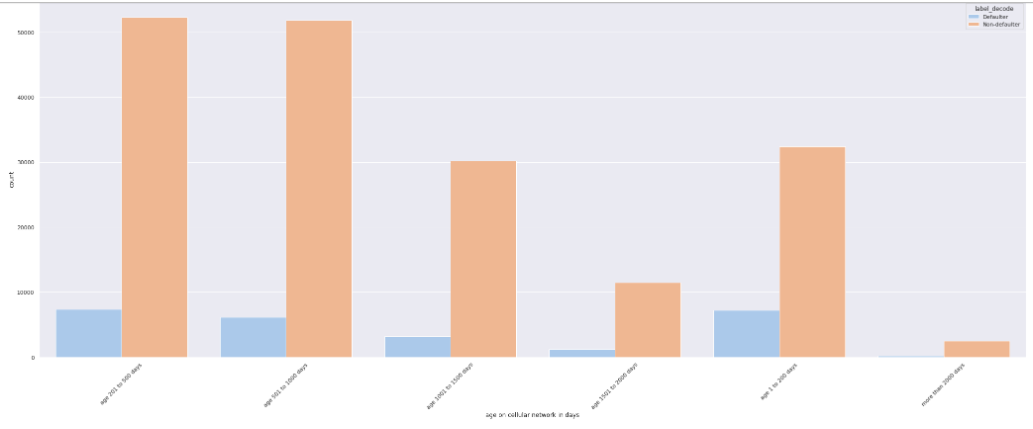 label_decode
Defaulter
Non-defaulter
50000
40000
30000
20000
10000
0
count
age 201 to 500 days
age 501 to 1000 days
age 1001 to 1500 days
age 1501 to 2000 days
age 1 to 200 days
more than 2000 days
age on cellular network in days